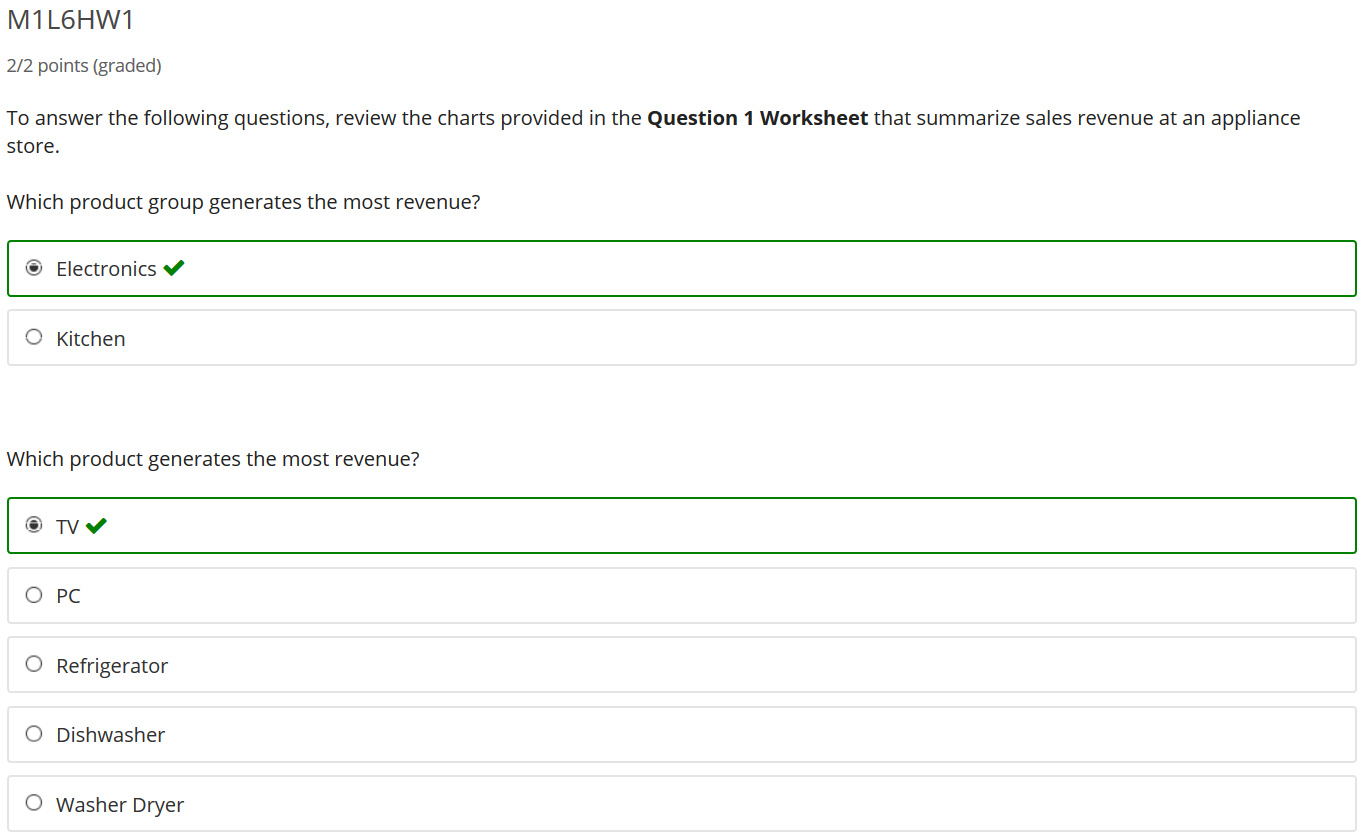 M1L6HW1
2/2 points (graded)
To answer the following questions, review the charts provided in the Question 1 Worksheet that summarize sales revenue at an appliance
store.
Which product group generates the most revenue?
Electronics
Kitchen
Which product generates the most revenue?
TV
PC
Refrigerator
Dishwasher
Washer Dryer